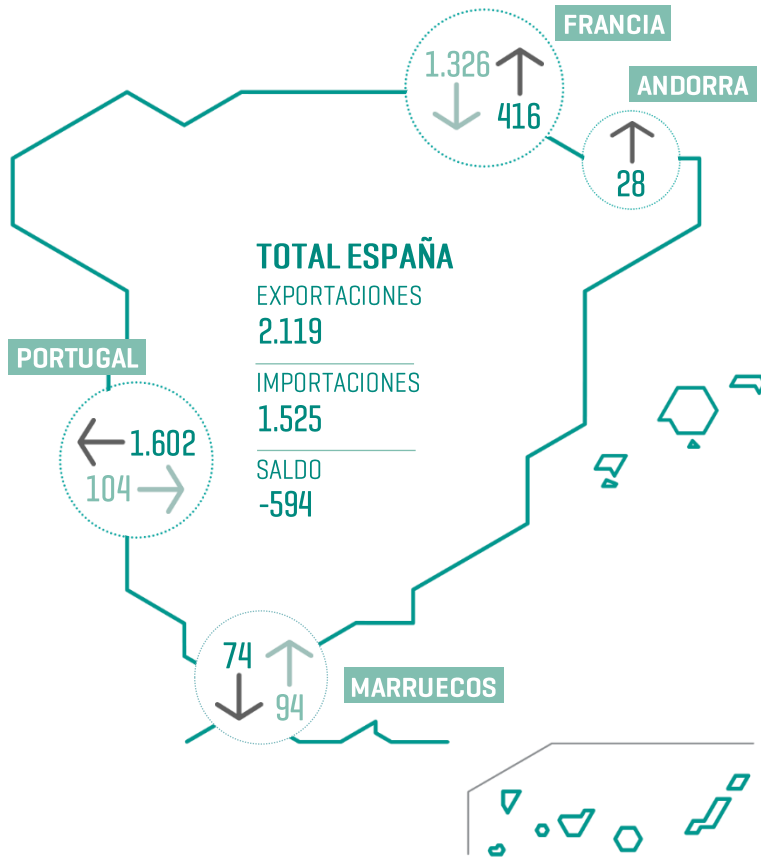 FRANCIA
1.326
416
ANDORRA
28
TOTAL ESPAÑA
EXPORTACIONES
2.119
IMPORTACIONES
1.525
SALDO
-594
PORTUGAL
1.602
104
74
94
MARRUECOS